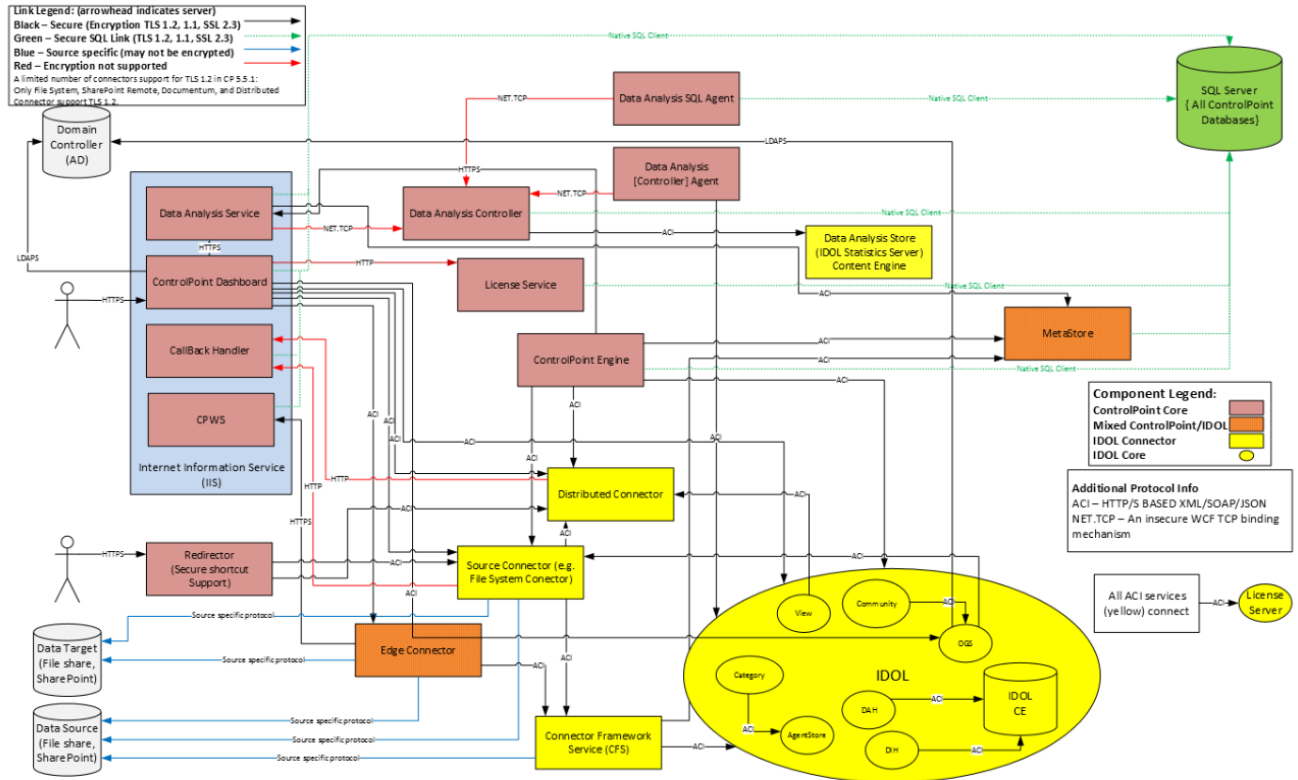 Link Legend: (arrowhead indicates server)
Black – Secure (Encryption TLS 1.2, 1.1, SSL 2.3)
Green – Secure SQL Link (TLS 1.2, 1.1, SSL 2.3)
Blue – Source specific (may not be encrypted)
Red – Encryption not supported
A limited number of connectors support for TLS 1.2 in CP 5.5.1:
Only File System, SharePoint Remote, Documentum, and Distributed
Connector support TLS 1.2.
Native SQL Client
SQL Server
{ All ControlPoint
Databases}
Data Analysis SQL Agent
NET.TCP
Native SQL Client
Domain
Controller
(AD)
LDAPS
Data Analysis
[Controller] Agent
HTTPS
NET.TCP
Data Analysis Service
Data Analysis Controller
Native SQL Client
NET.TCP
ACI
Data Analysis Store
(IDOL Statistics Server)
Content Engine
HTTPS
LDAPS
HTTP
ControlPoint Dashboard
License Service
Native SQL Client
HTTPS
ACI
MetaStore
CallBack Handler
ControlPoint Engine
ACI
ACI
Native SQL Client
ACI
Component Legend:
ControlPoint Core
Mixed ControlPoint/IDOL
IDOL Connector
IDOL Core
CPWS
ACI
ACI
ACI
ACI
ACI
ACI
ACI
ACI
Internet Information Service
(IIS)
HTTP
Distributed Connector
ACI
Additional Protocol Info
ACI – HTTP/S BASED XML/SOAP/JSON
NET.TCP – An insecure WCF TCP binding
mechanism
HTTPS
HTTP
ACI
HTTPS
Redirector
(Secure shortcut
Support)
ACI
ACI
Source Connector (e.g.
File System Conector)
ACI
ACI
All ACI services
(yellow) connect
ACI
License
Server
View
Community
ACI
OGS
Source specific protocol
Data Target
(File share,
SharePoint)
Source specific protocol
Edge Connector
ACI
ACI
Category
IDOL
IDOL
CE
DAH
ACI
Data Source
(File share,
SharePoint)
Source specific protocol
Source specific protocol
Source specific protocol
Connector Framework
Service (CFS)
ACI
ACI
AgentStore
DIH
ACI